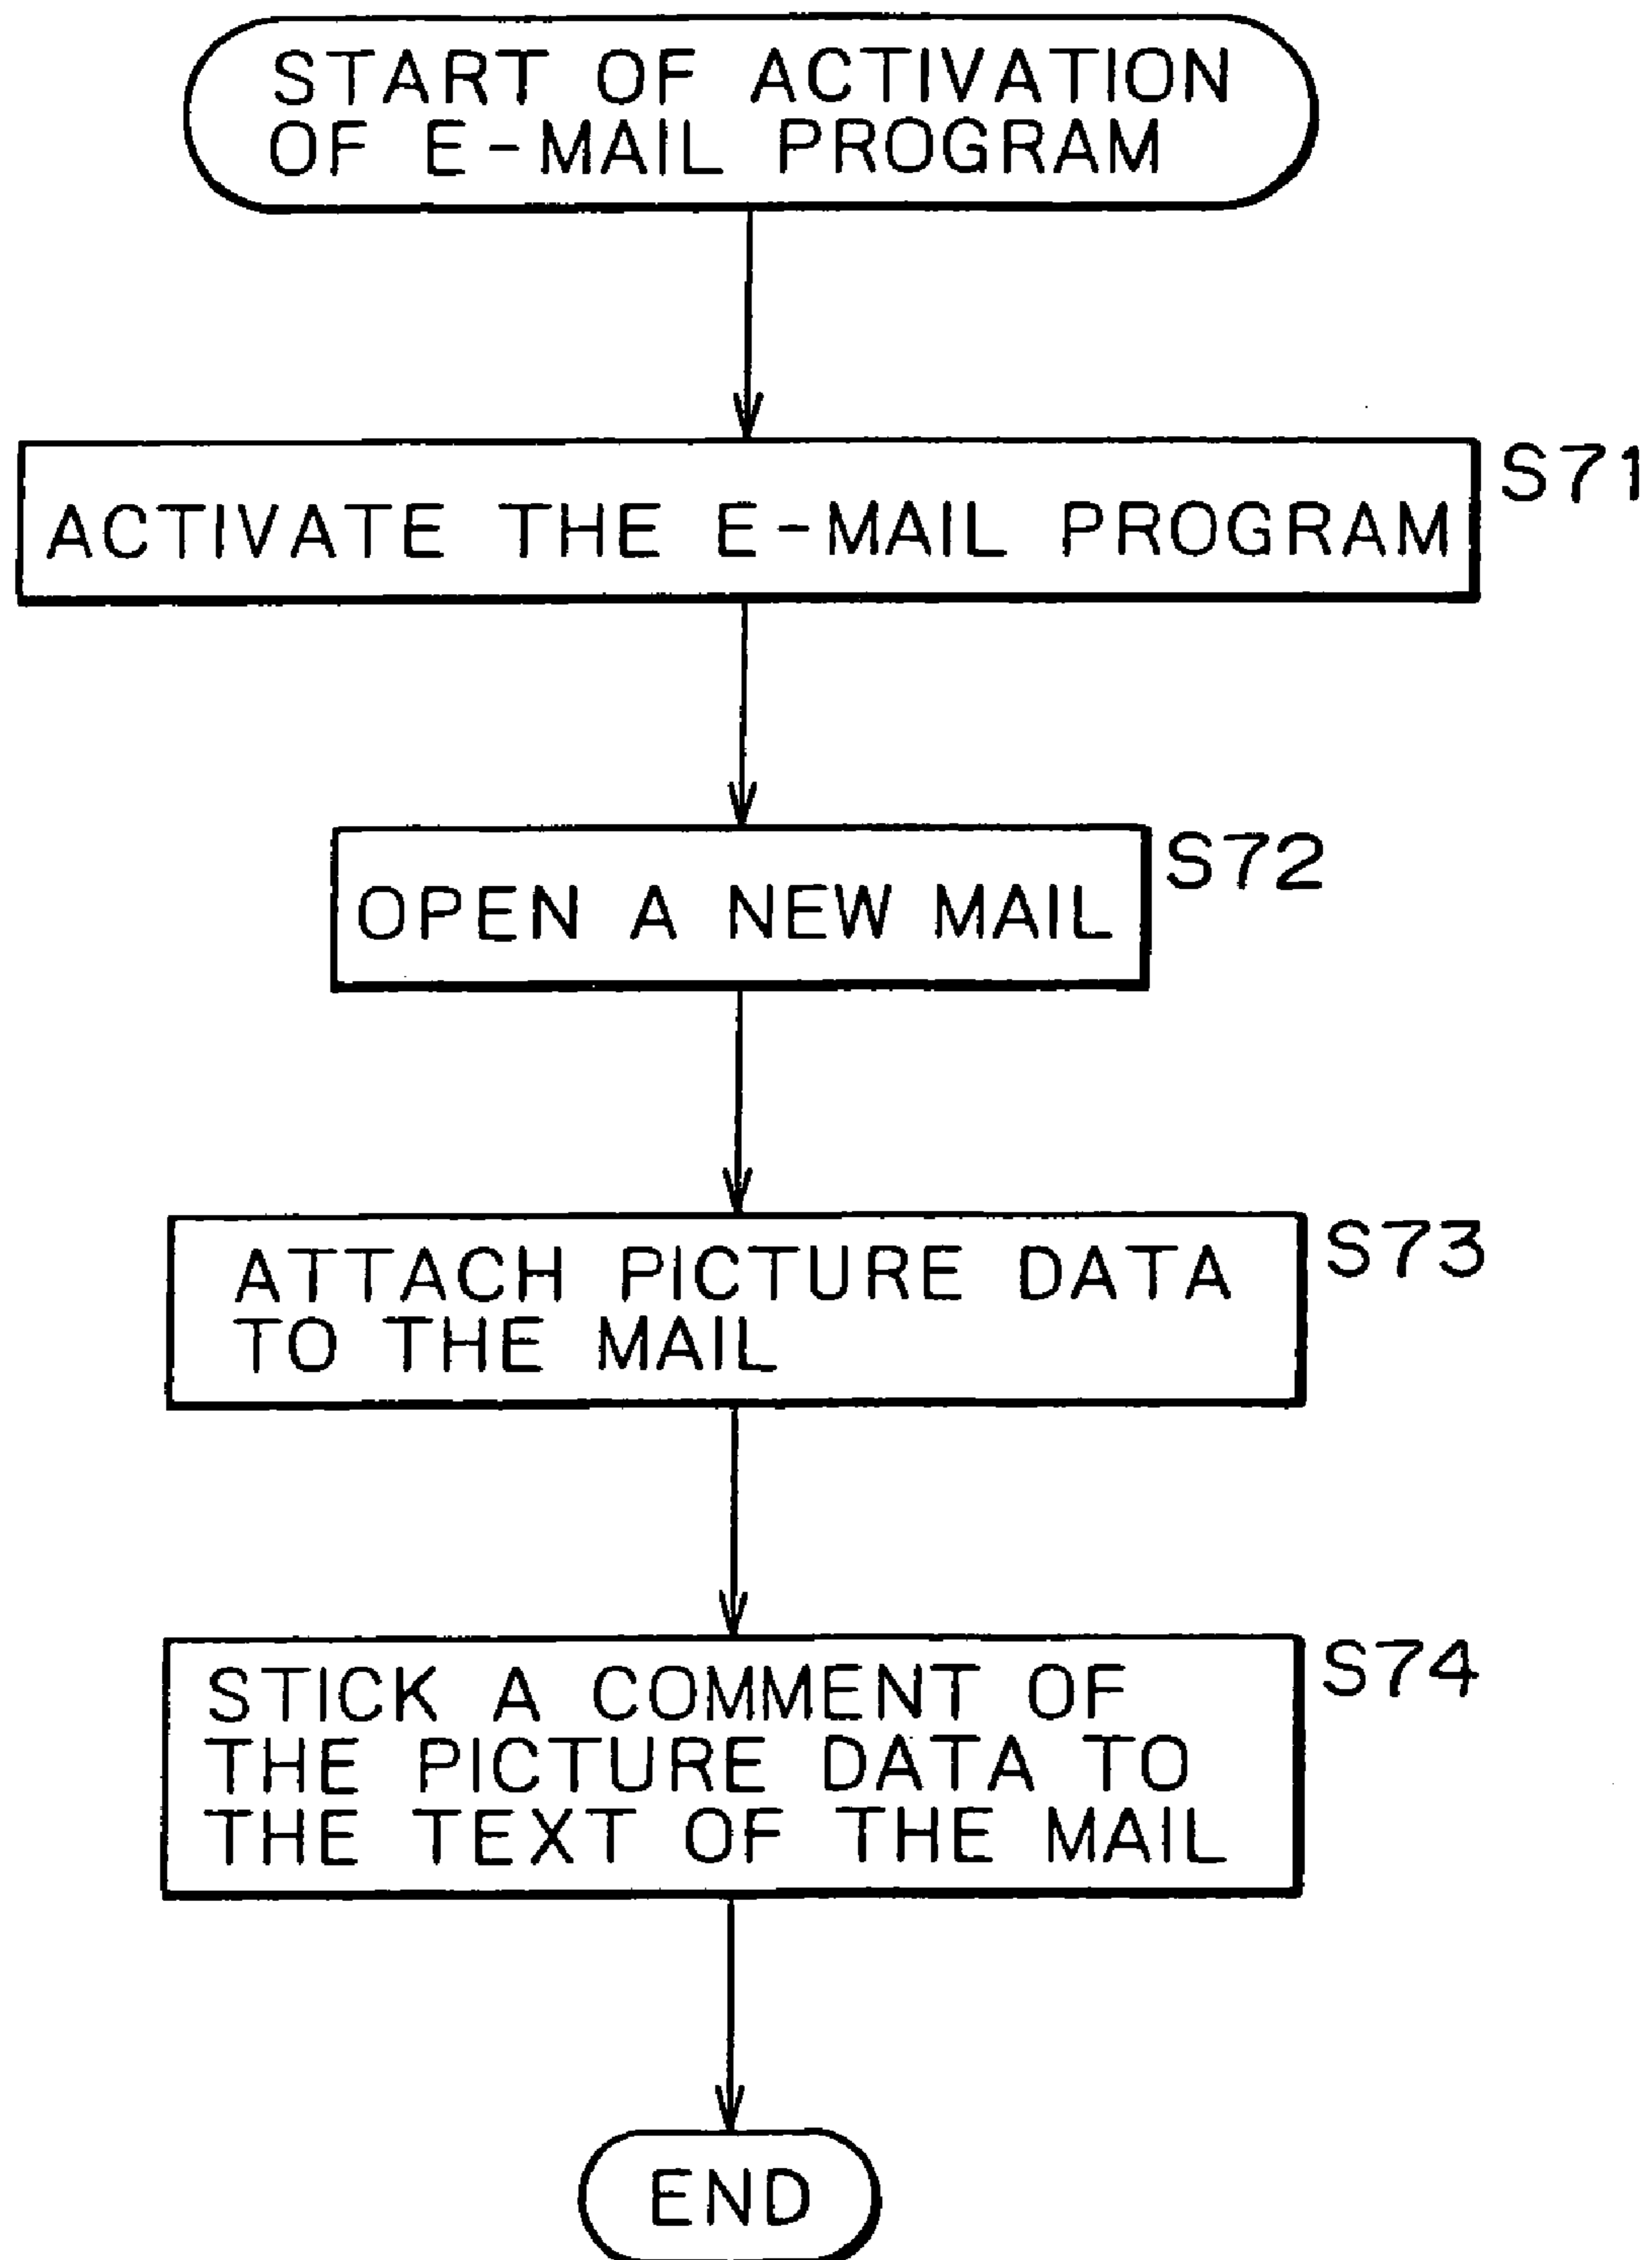 START OF ACTIVATION
OF E-MAIL PROGRAM
S71
ACTIVATE THE E-MAIL PROGRAM
S72
OPEN A NEW MAIL
S73
ATTACH PICTURE DATA
TO THE MAIL
S74
STICK A COMMENT OF
THE PICTURE DATA TO
THE TEXT OF THE MAIL
END